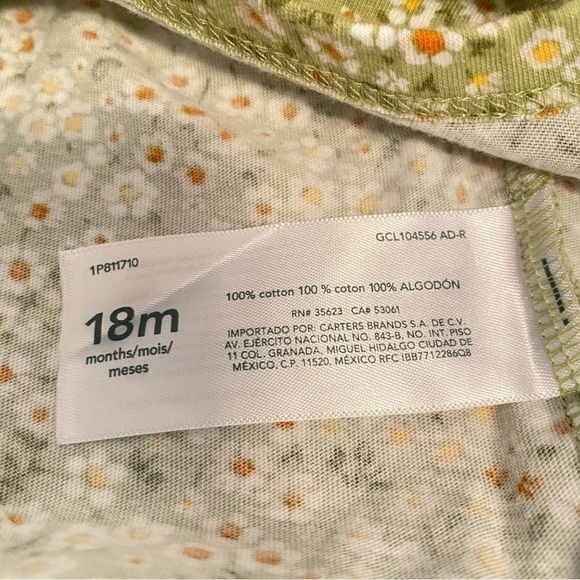 GCL104556 AD-R
1P811710
18m
months/mois/
meses
100% cotton 100 % coton 100% ALGODÓN
RN# 35623 CA# 53061
IMPORTADO POR: CARTERS BRANDS S.A. DE C.V.
AV. EJÉRCITO NACIONAL NO. 843-B, NO. INT. PISO
11 COL. GRANADA, MIGUEL HIDALGO CIUDAD DE
MÉXICO, C.P. 11520, MÉXICO RFC IBB7712286Q8